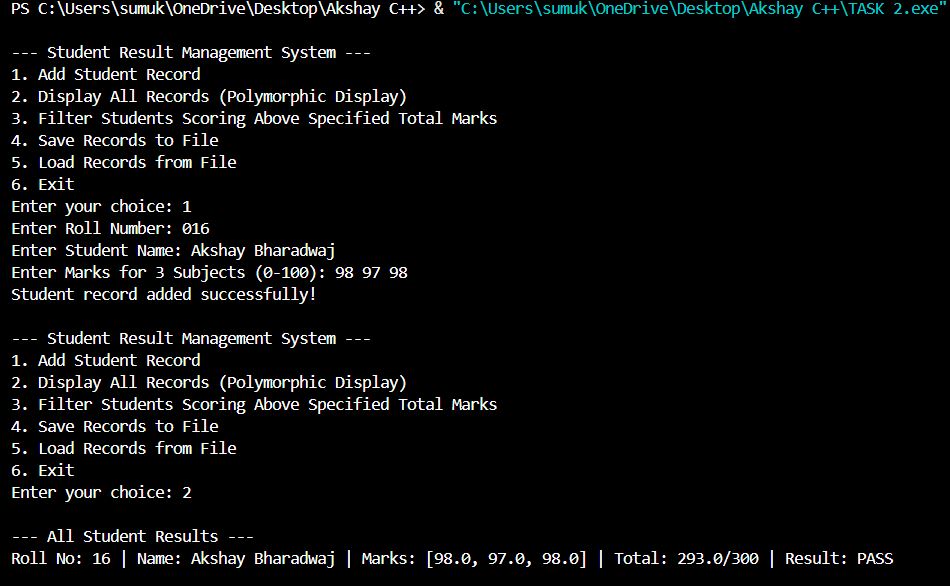 PS C:\Users\sumuk\OneDrive\Desktop\Akshay C++> & "C:\Users\sumuk\OneDrive\Desktop\Akshay C++\TASK 2.exe"
--- Student Result Management System ---
1. Add Student Record
2. Display All Records (Polymorphic Display)
3. Filter Students Scoring Above Specified Total Marks
4. Save Records to File
5. Load Records from File
6. Exit
Enter your choice: 1
Enter Roll Number: 016
Enter Student Name: Akshay Bharadwaj
Enter Marks for 3 Subjects (0-100): 98 97 98
Student record added successfully!
--- Student Result Management System ---
1. Add Student Record
2. Display All Records (Polymorphic Display)
3. Filter Students Scoring Above Specified Total Marks
4. Save Records to File
5. Load Records from File
6. Exit
Enter your choice: 2
--- All Student Results ---
Roll No: 16 | Name: Akshay Bharadwaj | Marks: [98.0, 97.0, 98.0] | Total: 293.0/300 | Result: PASS